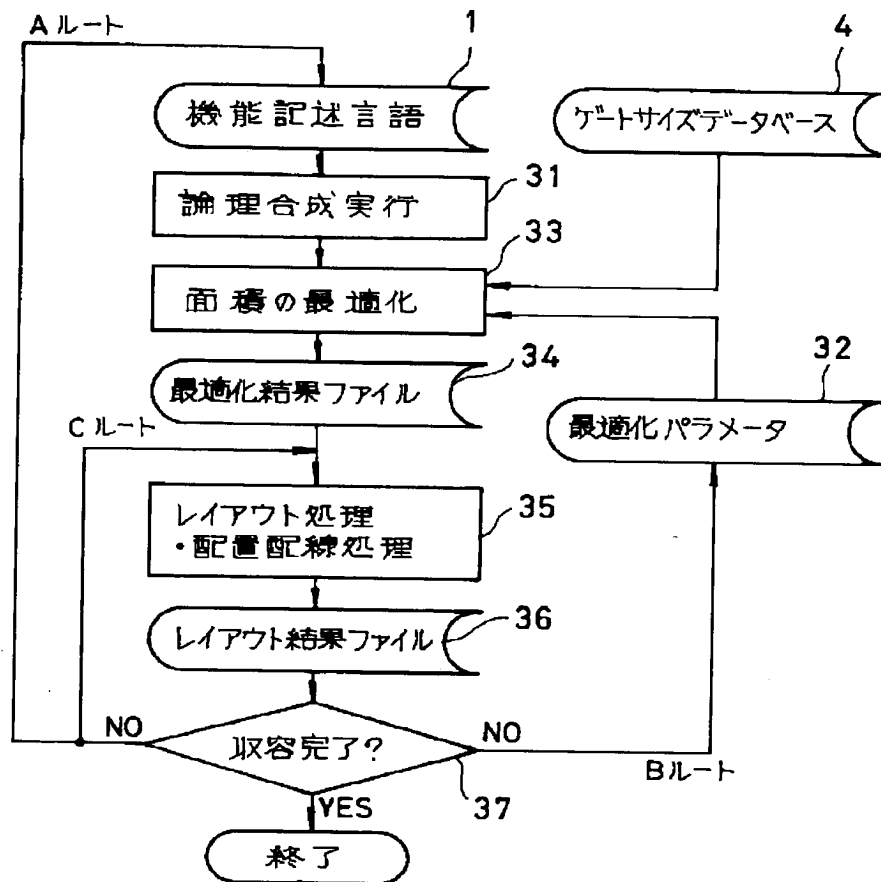 Aルート
1
機能記述言語
4
ゲートサイズデータベース
31
論理合成実行
33
面積の最適化
34
最適化結果ファイル
32
最適化パラメータ
Cルート
35
レイアウト処理
・配置配線処理
36
レイアウト結果ファイル
NO
収容完了?
NO
Bルート
37
YES
終了